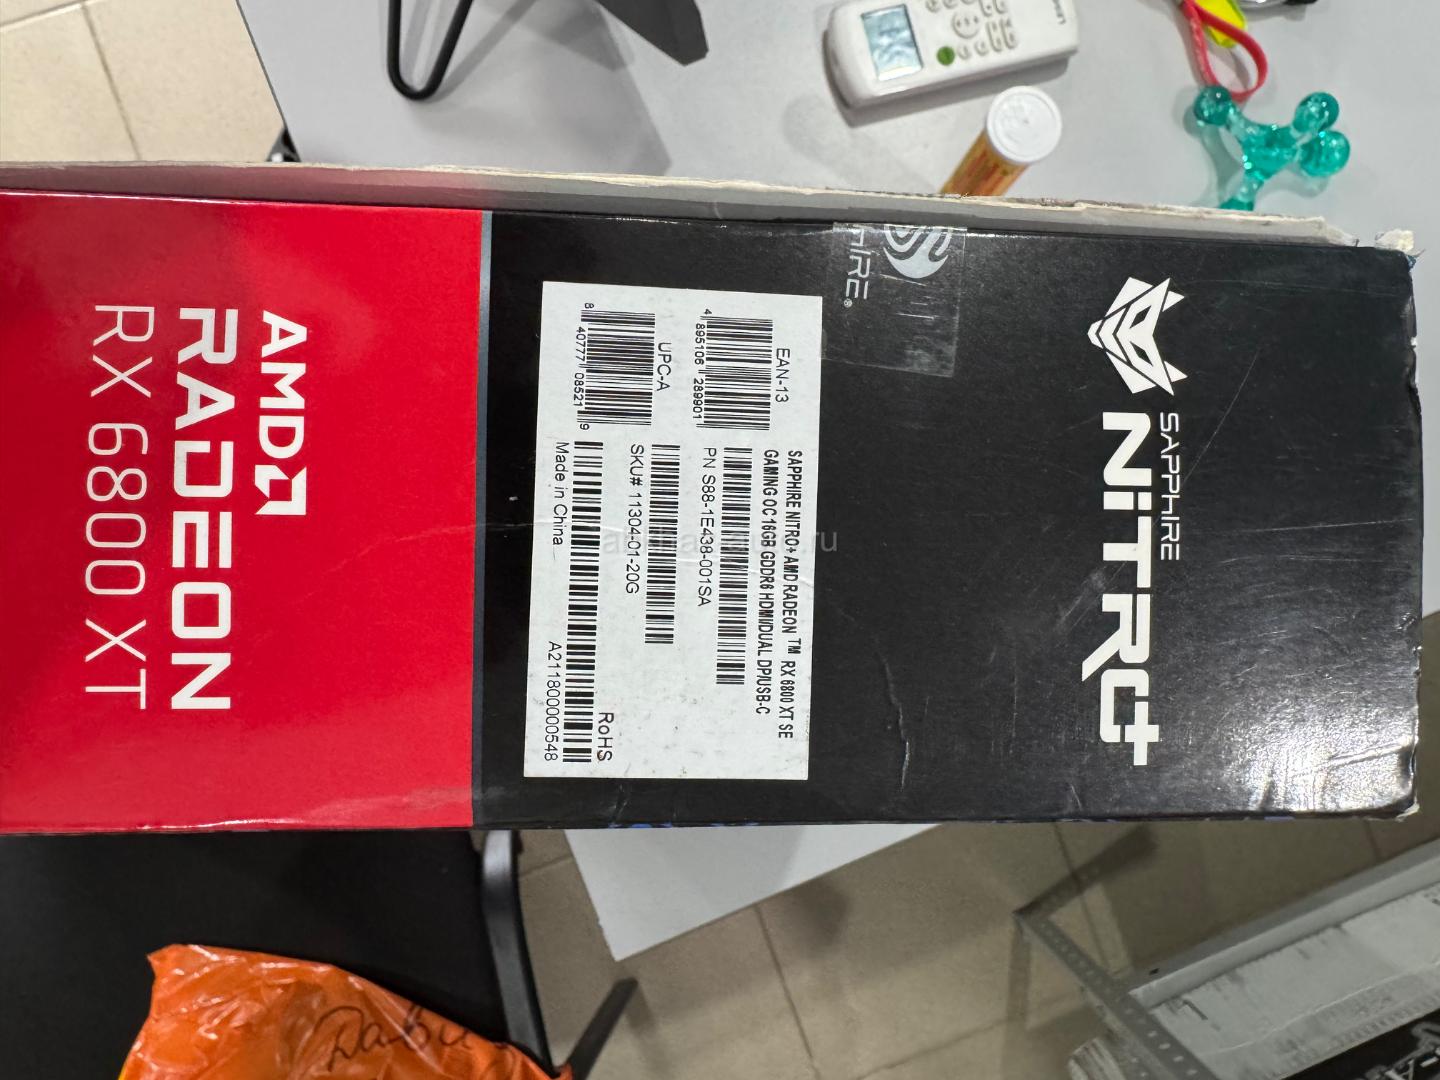 SAPPHIRE
NiTRO+
HIRE®
SAPPHIRE NITRO+ AMD RADEON™ RX 6800 XT SE
GAMING OC 16GB GDDR6 HDMI/DUAL DP/USB-C
EAN-13
4 895106 289901
PN S88-1E438-001SA
UPC-A
8 40777 08521 9
SKU# 11304-01-20G
RoHS
Made in China
A211800000548
AMD
RADEON
RX 6800 XT